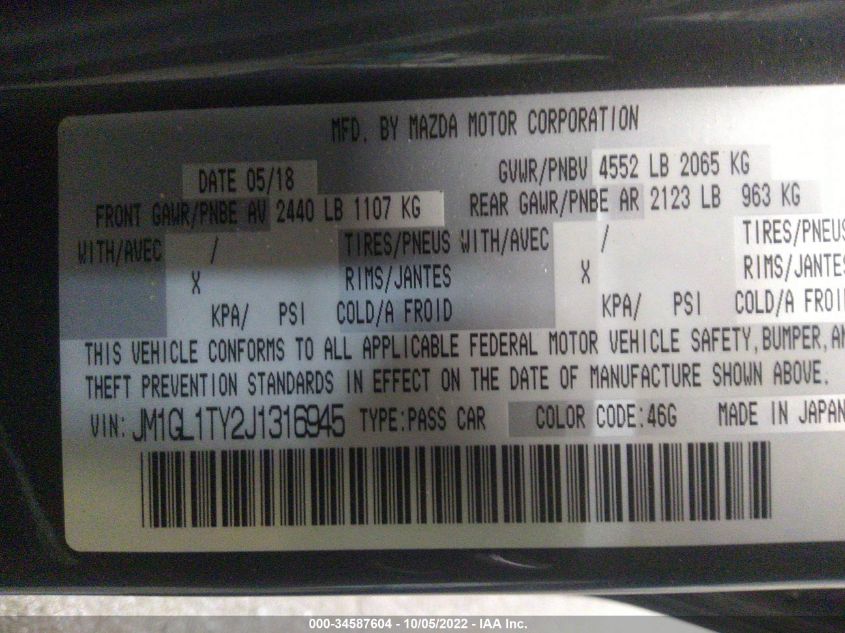 MFD. BY MAZDA MOTOR CORPORATION
DATE 05/18 GVWR/PNBV 4552 LB 2065 KG
FRONT GAWR/PNBE AV 2440 LB 1107 KG REAR GAWR/PNBE AR 2123 LB 963 KG
WITH/AVEC / TIRES/PNEUS WITH/AVEC / TIRES/PNEUS
X RIMS/JANTES X RIMS/JANTES
KPA/ PSI COLD/A FROID KPA/ PSI COLD/A FROID
THIS VEHICLE CONFORMS TO ALL APPLICABLE FEDERAL MOTOR VEHICLE SAFETY, BUMPER, AN
THEFT PREVENTION STANDARDS IN EFFECT ON THE DATE OF MANUFACTURE SHOWN ABOVE.
VIN: JM1GL1TY2J1316945 TYPE:PASS CAR COLOR CODE:46G MADE IN JAPAN
000-34587604 - 10/05/2022 - IAA Inc.